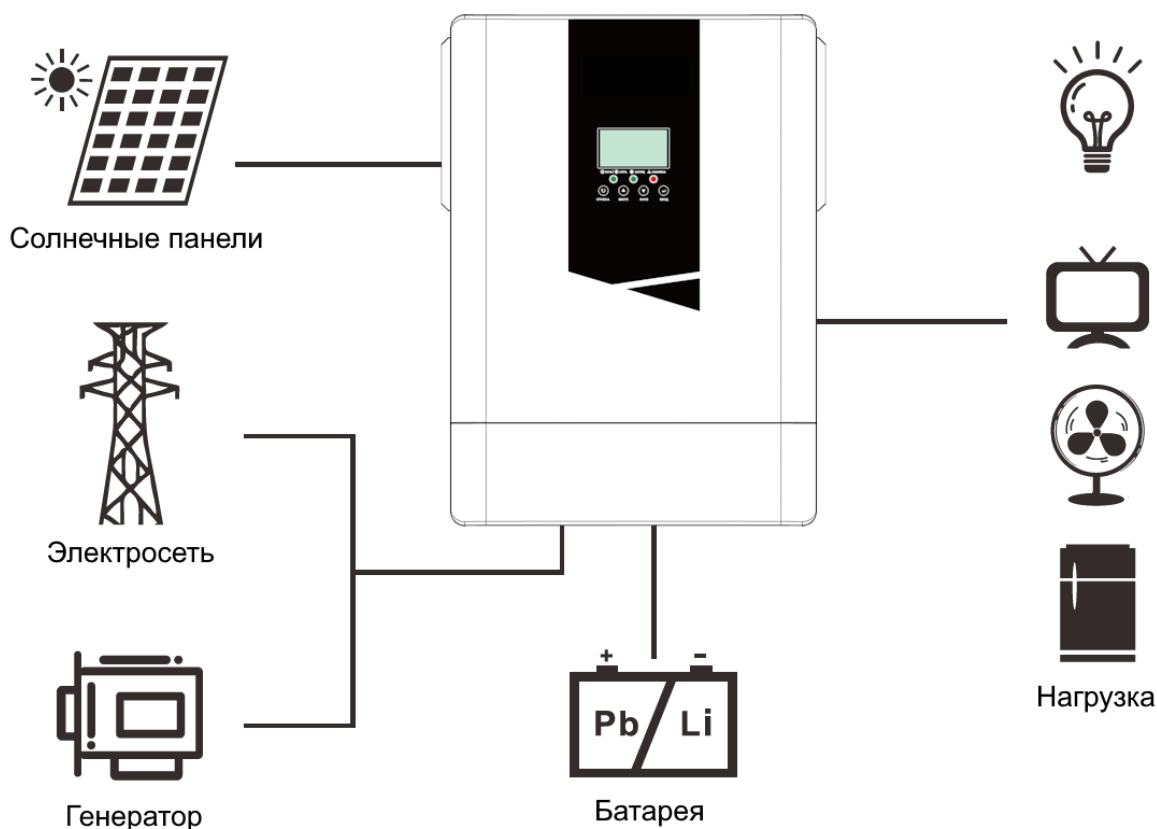 Солнечные панели
Электросеть
Генератор
+ −
Pb/Li
Батарея
Нагрузка